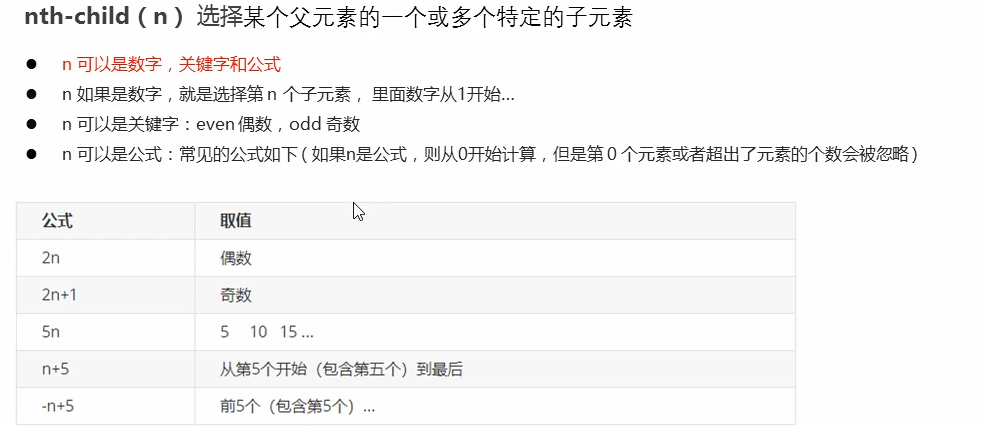 nth-child（n） 选择某个父元素的一个或多个特定的子元素
● n 可以是数字，关键字和公式
● n 如果是数字，就是选择第 n 个子元素， 里面数字从1开始...
● n 可以是关键字：even 偶数，odd 奇数
● n 可以是公式：常见的公式如下 ( 如果n是公式，则从0开始计算，但是第 0 个元素或者超出了元素的个数会被忽略 )
公式 取值
2n 偶数
2n+1 奇数
5n 5 10 15 ...
n+5 从第5个开始（包含第五个）到最后
-n+5 前5个（包含第5个）...